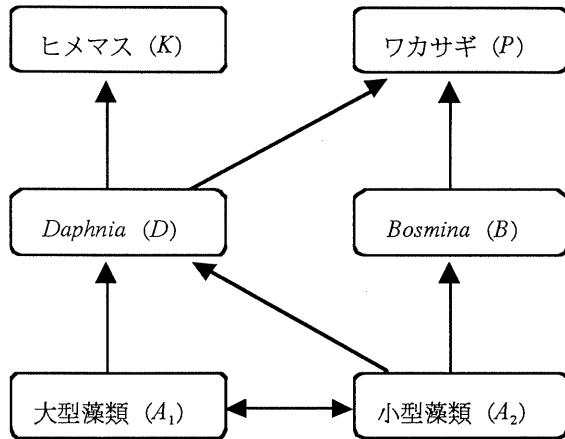 ヒメマス (K)
ワカサギ (P)
Daphnia (D)
Bosmina (B)
大型藻類 (A₁)
小型藻類 (A₂)